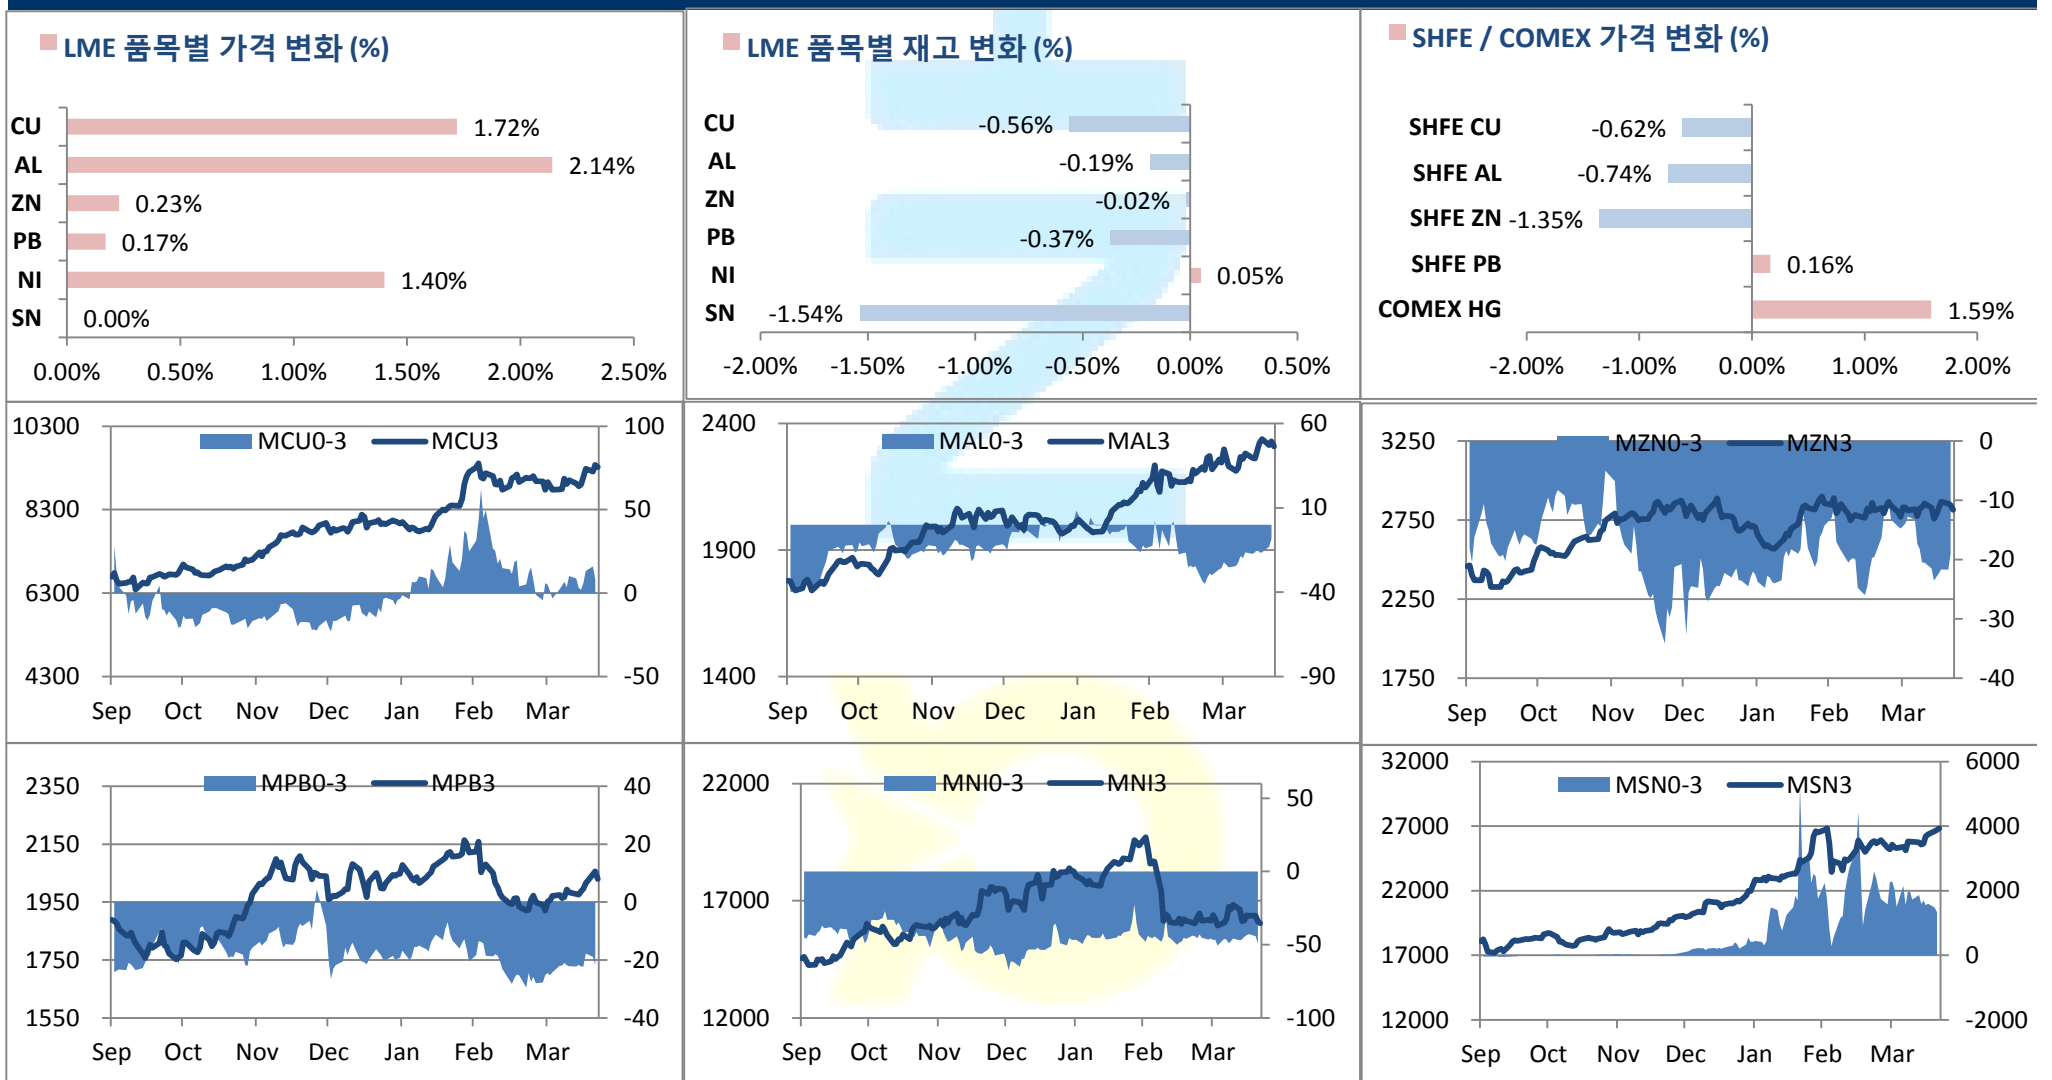 LME 품목별 가격 변화 (%)
CU
1.72%
AL
2.14%
ZN
0.23%
PB
0.17%
NI
1.40%
SN
0.00%
0.00% 0.50% 1.00% 1.50% 2.00% 2.50%
LME 품목별 재고 변화 (%)
CU
-0.56%
AL
-0.19%
ZN
-0.02%
PB
-0.37%
NI
0.05%
SN
-1.54%
-2.00% -1.50% -1.00% -0.50% 0.00% 0.50%
SHFE / COMEX 가격 변화 (%)
SHFE CU
-0.62%
SHFE AL
-0.74%
SHFE ZN
-1.35%
SHFE PB
0.16%
COMEX HG
1.59%
-2.00% -1.00% 0.00% 1.00% 2.00%
MCU0-3 MCU3
10300
8300
6300
4300
100
50
0
-50
Sep Oct Nov Dec Jan Feb Mar
MAL0-3 MAL3
2400
1900
1400
60
10
-40
-90
Sep Oct Nov Dec Jan Feb Mar
MZN0-3 MZN3
3250
2750
2250
1750
0
-10
-20
-30
-40
Sep Oct Nov Dec Jan Feb Mar
MPB0-3 MPB3
2350
2150
1950
1750
1550
40
20
0
-20
-40
Sep Oct Nov Dec Jan Feb Mar
MNI0-3 MNI3
22000
17000
12000
50
0
-50
-100
Sep Oct Nov Dec Jan Feb Mar
MSN0-3 MSN3
32000
27000
22000
17000
12000
6000
4000
2000
0
-2000
Sep Oct Nov Dec Jan Feb Mar